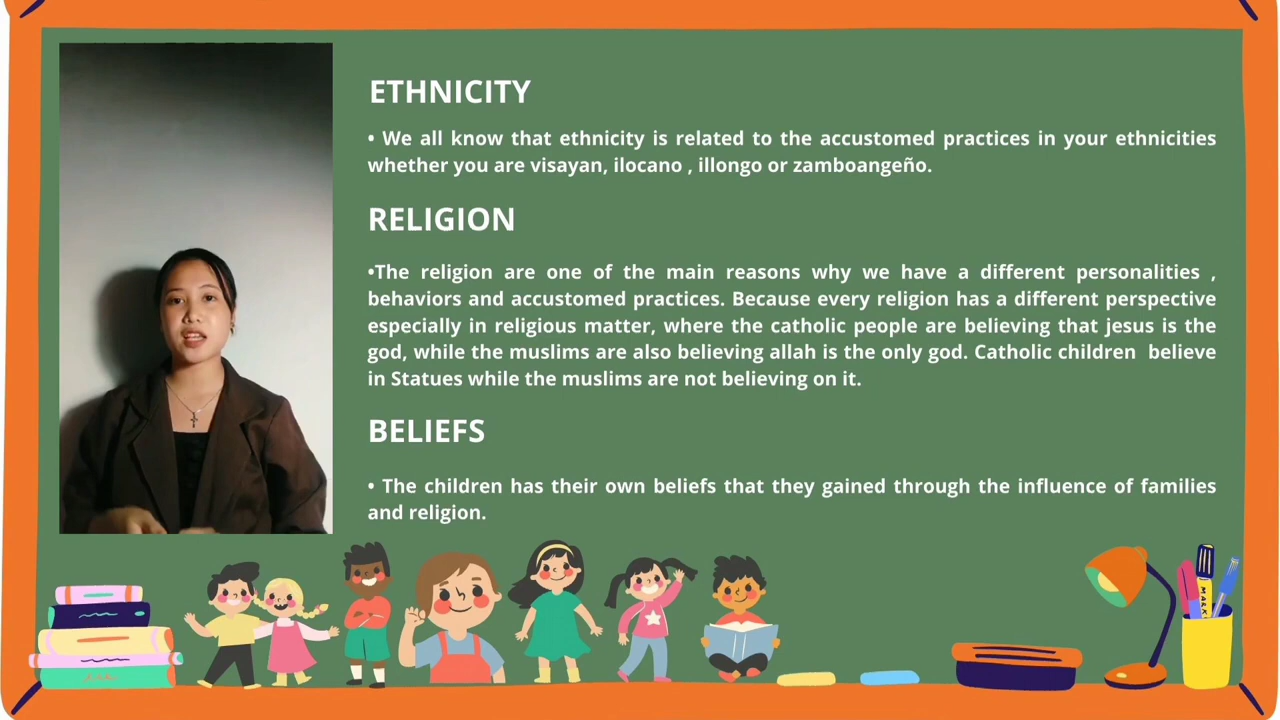 ETHNICITY
• We all know that ethnicity is related to the accustomed practices in your ethnicities
whether you are visayan, ilocano , illongo or zamboangeño.
RELIGION
•The religion are one of the main reasons why we have a different personalities ,
behaviors and accustomed practices. Because every religion has a different perspective
especially in religious matter, where the catholic people are believing that jesus is the
god, while the muslims are also believing allah is the only god. Catholic children believe
in Statues while the muslims are not believing on it.
BELIEFS
• The children has their own beliefs that they gained through the influence of families
and religion.